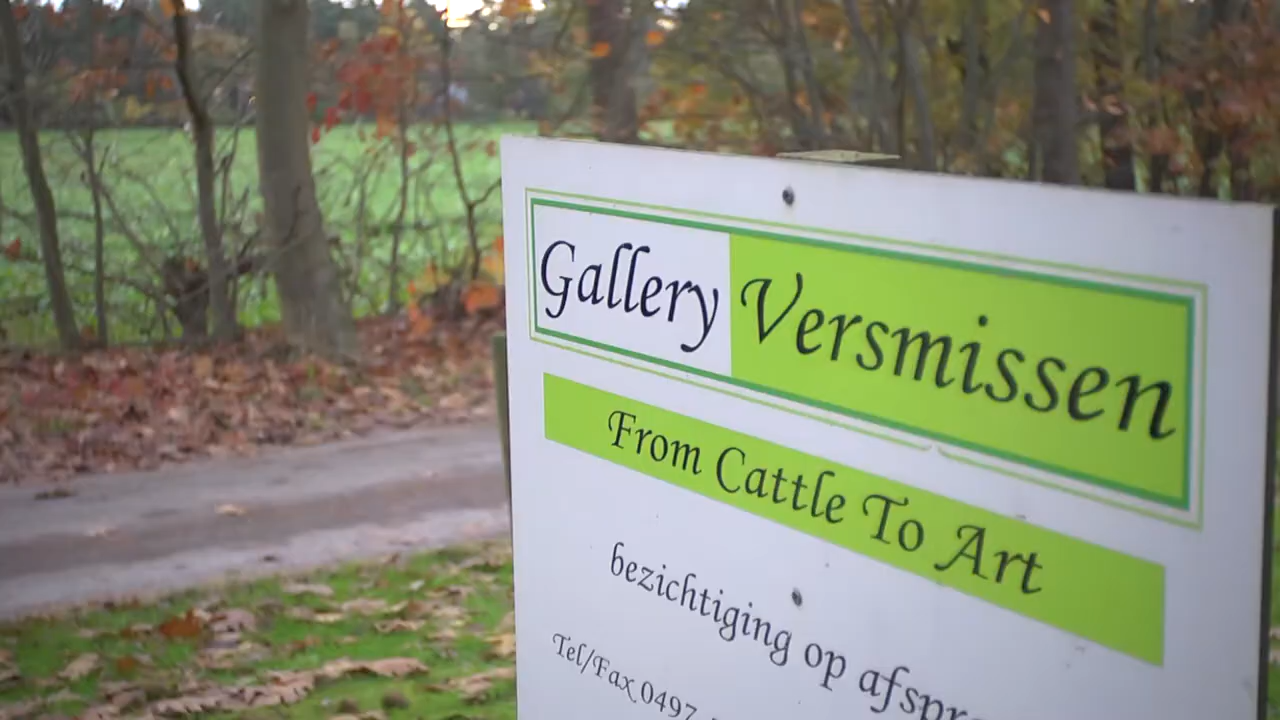 Gallery Versmissen
From Cattle To Art
bezichtiging op
Tel/Fax 0497